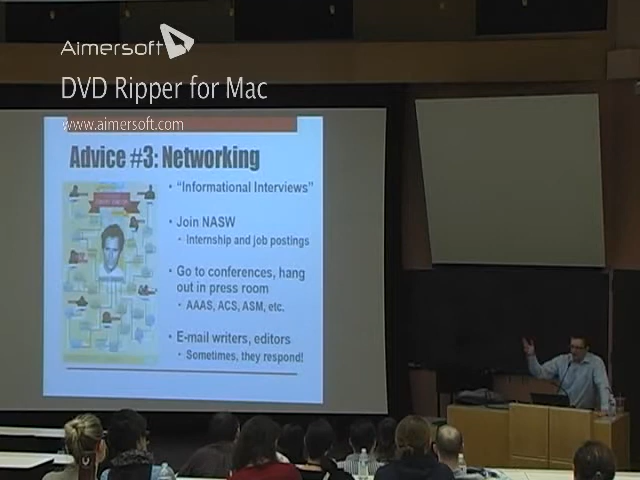 Aimersoft
DVD Ripper for Mac
www.aimersoft.com
Advice #3: Networking
• "Informational Interviews"
• Join NASW
• Internship and job postings
• Go to conferences, hang
out in press room
• AAAS, ACS, ASM, etc.
• E-mail writers, editors
• Sometimes, they respond!